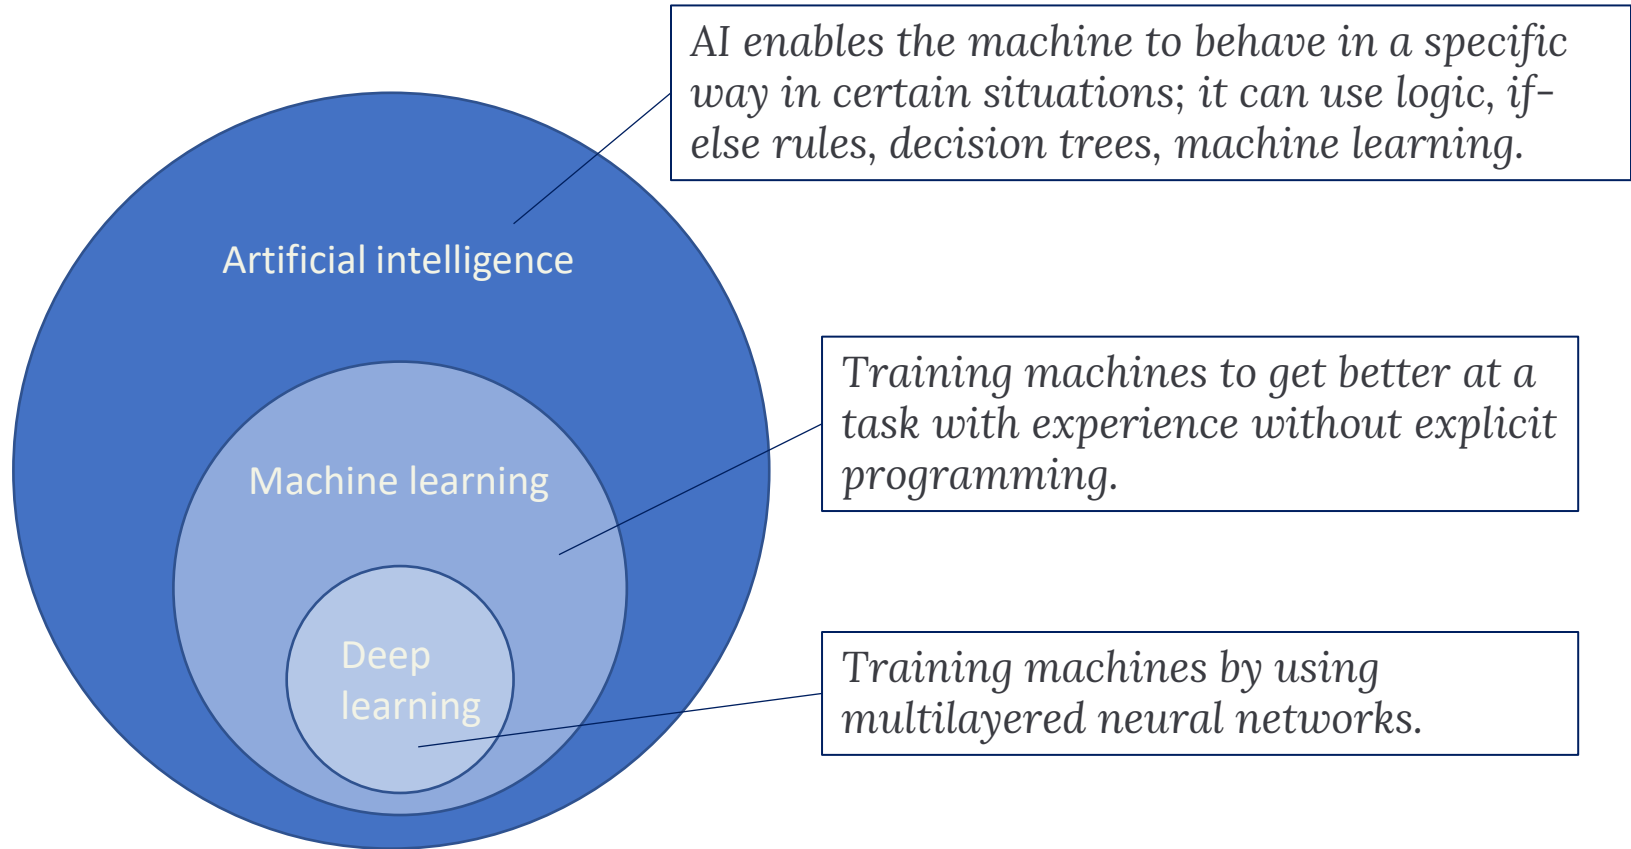 AI enables the machine to behave in a specific
way in certain situations; it can use logic, if-
else rules, decision trees, machine learning.
Artificial intelligence
Training machines to get better at a
task with experience without explicit
programming.
Machine learning
Training machines by using
multilayered neural networks.
Deep
learning